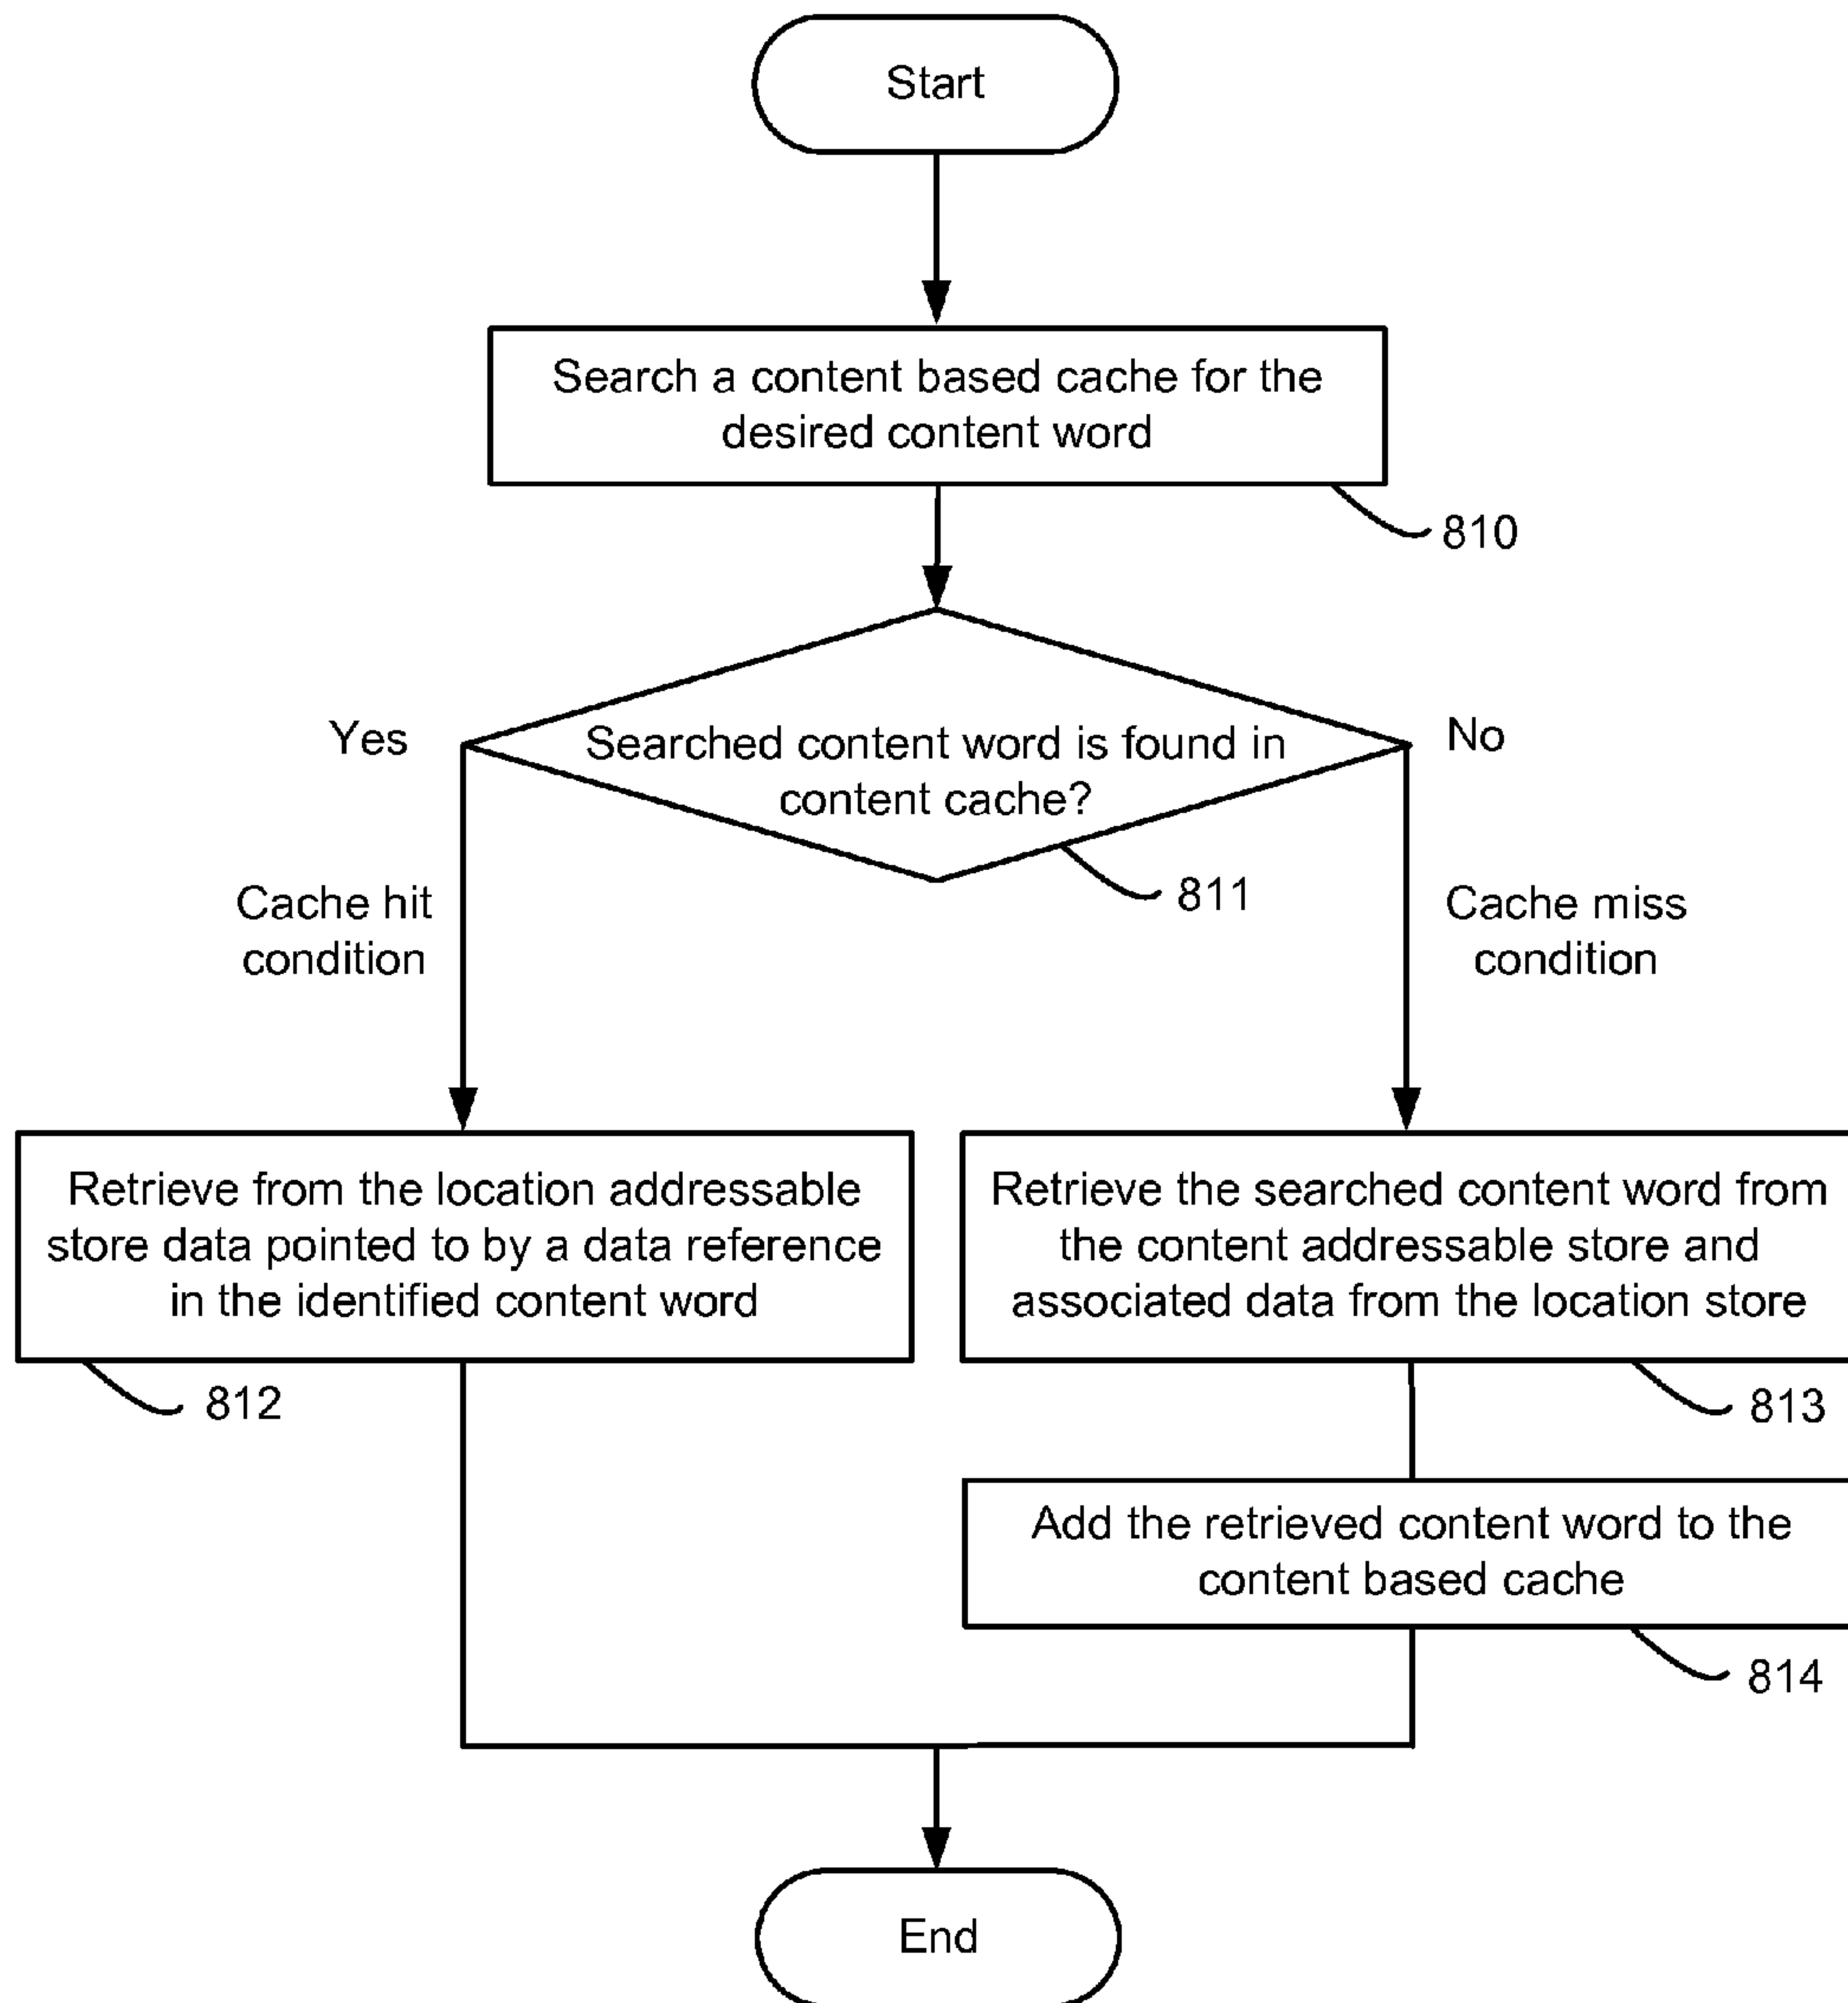 Start
Search a content based cache for the
desired content word
810
Yes
Searched content word is found in
content cache?
No
811
Cache hit
condition
Cache miss
condition
Retrieve from the location addressable
store data pointed to by a data reference
in the identified content word
812
Retrieve the searched content word from
the content addressable store and
associated data from the location store
813
Add the retrieved content word to the
content based cache
814
End